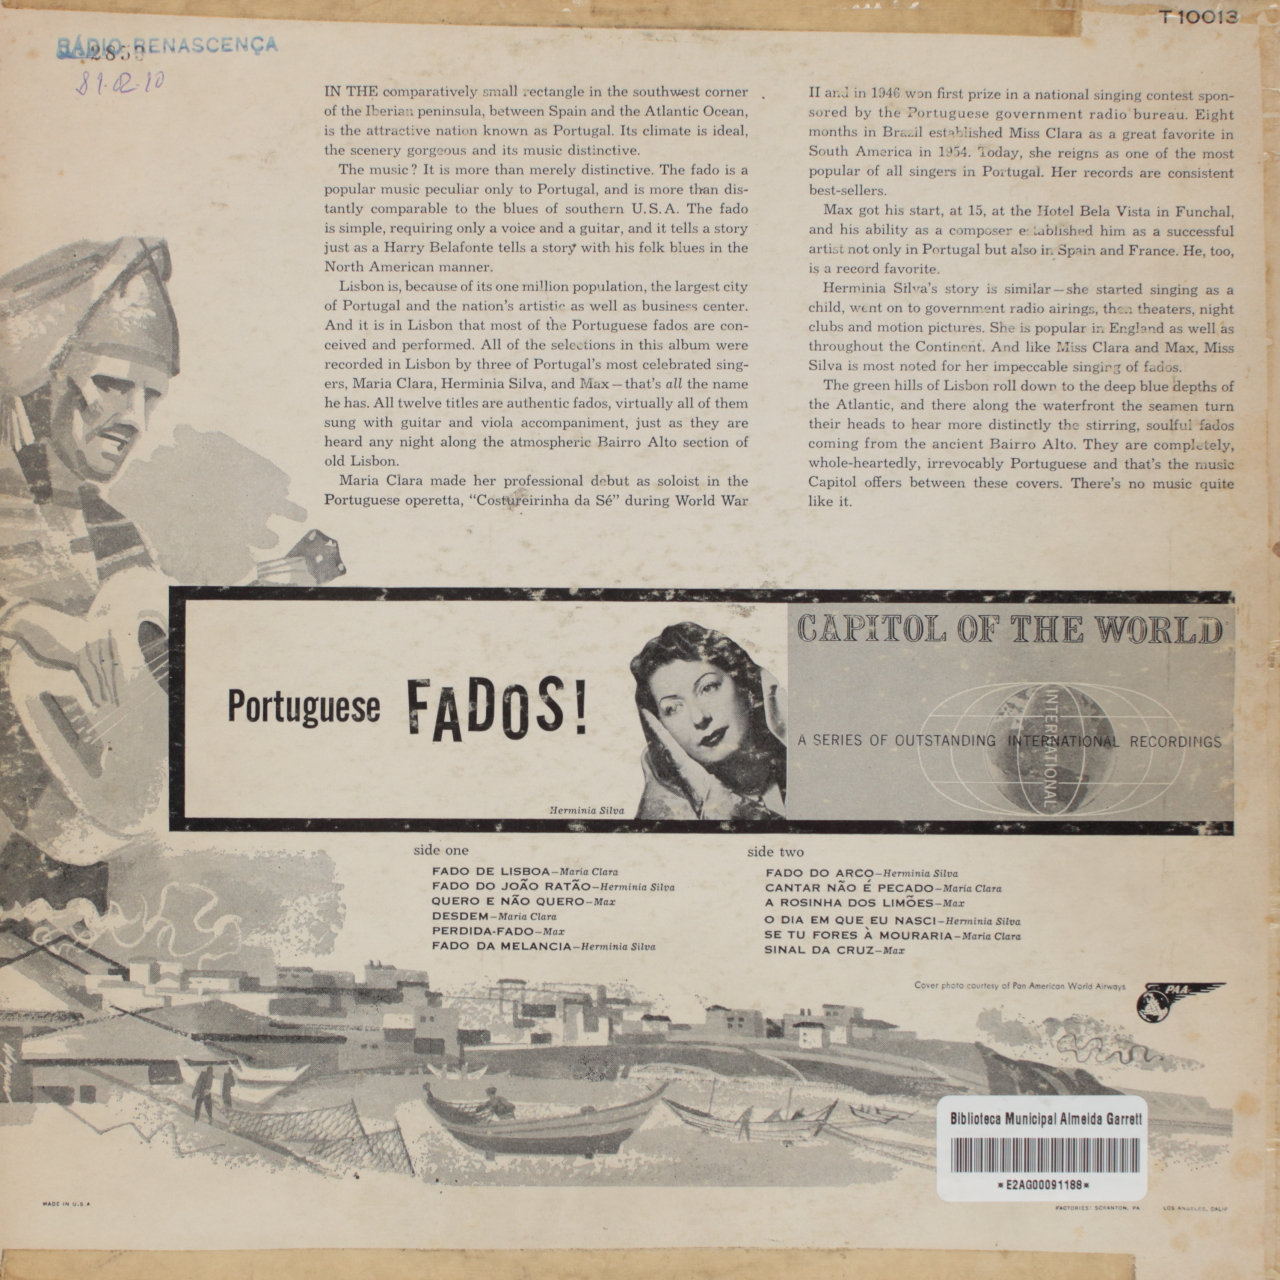 T 10013
RÁDIO RENASCENÇA
IN THE comparatively small rectangle in the southwest corner
of the Iberian peninsula, between Spain and the Atlantic Ocean,
is the attractive nation known as Portugal. Its climate is ideal,
the scenery gorgeous and its music distinctive.
The music? It is more than merely distinctive. The fado is a
popular music peculiar only to Portugal, and is more than dis-
tantly comparable to the blues of southern U.S.A. The fado
is simple, requiring only a voice and a guitar, and it tells a story
just as a Harry Belafonte tells a story with his folk blues in the
North American manner.
Lisbon is, because of its one million population, the largest city
of Portugal and the nation's artistic as well as business center.
And it is in Lisbon that most of the Portuguese fados are con-
ceived and performed. All of the selections in this album were
recorded in Lisbon by three of Portugal's most celebrated sing-
ers, Maria Clara, Herminia Silva, and Max—that's all the name
he has. All twelve titles are authentic fados, virtually all of them
sung with guitar and viola accompaniment, just as they are
heard any night along the atmospheric Bairro Alto section of
old Lisbon.
Maria Clara made her professional debut as soloist in the
Portuguese operetta, “Costureirinha da Sé” during World War
II and in 1946 won first prize in a national singing contest spon-
sored by the Portuguese government radio bureau. Eight
months in Brazil established Miss Clara as a great favorite in
South America in 1954. Today, she reigns as one of the most
popular of all singers in Portugal. Her records are consistent
best-sellers.
Max got his start, at 15, at the Hotel Bela Vista in Funchal,
and his ability as a composer established him as a successful
artist not only in Portugal but also in Spain and France. He, too,
is a record favorite.
Herminia Silva's story is similar—she started singing as a
child, went on to government radio airings, then theaters, night
clubs and motion pictures. She is popular in England as well as
throughout the Continent. And like Miss Clara and Max, Miss
Silva is most noted for her impeccable singing of fados.
The green hills of Lisbon roll down to the deep blue depths of
the Atlantic, and there along the waterfront the seamen turn
their heads to hear more distinctly the stirring, soulful fados
coming from the ancient Bairro Alto. They are completely,
whole-heartedly, irrevocably Portuguese and that's the music
Capitol offers between these covers. There's no music quite
like it.
Portuguese FADOS!
Herminia Silva
CAPITOL OF THE WORLD
A SERIES OF OUTSTANDING INTERNATIONAL RECORDINGS
INTERNATIONAL
side one
FADO DE LISBOA—Maria Clara
FADO DO JOÃO RATÃO—Herminia Silva
QUERO E NÃO QUERO—Max
DESDEM—Maria Clara
PERDIDA-FADO—Max
FADO DA MELANCIA—Herminia Silva
side two
FADO DO ARCO—Herminia Silva
CANTAR NÃO É PECADO—Maria Clara
A ROSINHA DOS LIMÕES—Max
O DIA EM QUE EU NASCI—Herminia Silva
SE TU FORES À MOURARIA—Maria Clara
SINAL DA CRUZ—Max
Cover photo courtesy of Pan American World Airways
PAA
Biblioteca Municipal Almeida Garrett
*E2AG00091188*
MADE IN U.S.A
FACTORIES: SCRANTON, PA. LOS ANGELES, CALIF